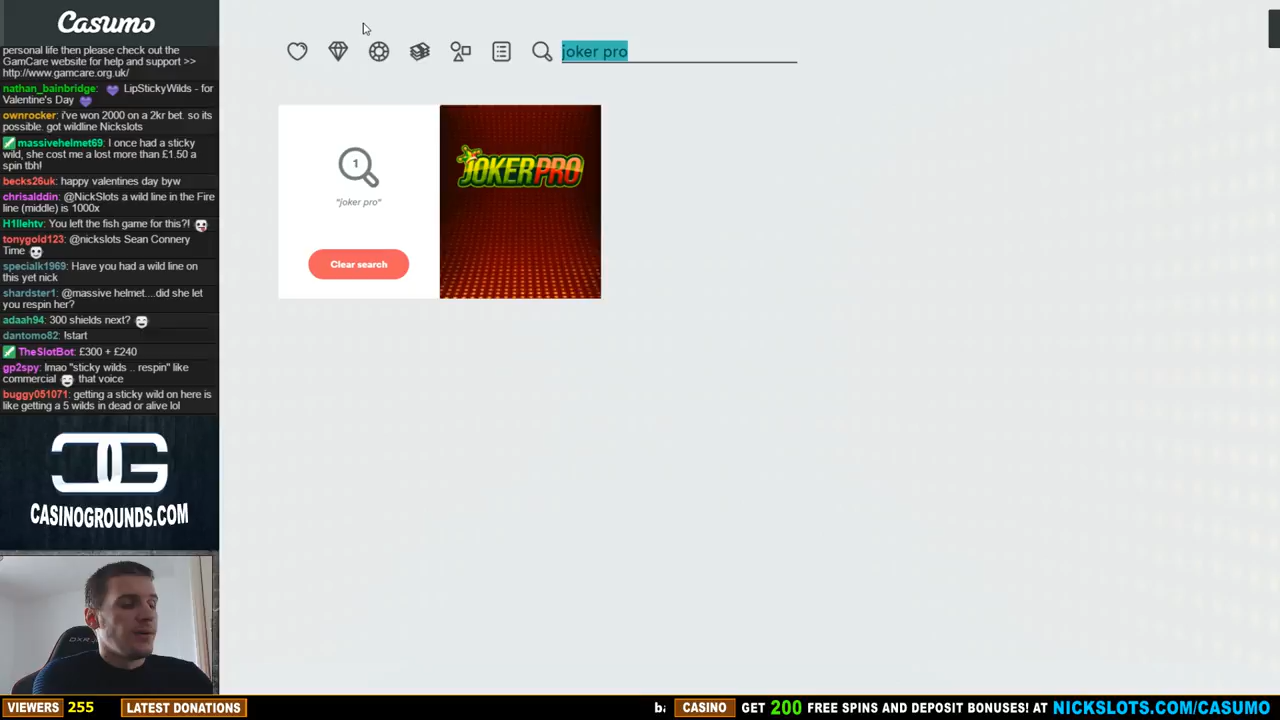 Casumo
personal life then please check out the
GamCare website for help and support >>
http://www.gamcare.org.uk/
nathan_bainbridge: LipStickyWilds - for
Valentine's Day
ownrocker: i've won 2000 on a 2kr bet. so its
possible. got wildline Nickslots
massivehelmet69: I once had a sticky
wild, she cost me a lost more than £1.50 a
spin tbh!
becks26uk: happy valentines day byw
chrisalddin: @NickSlots a wild line in the Fire
line (middle) is 1000x
H1llehtv: You left the fish game for this?!
tonygold123: @nickslots Sean Connery
Time
specialk1969: Have you had a wild line on
this yet nick
shardster1: @massive helmet....did she let
you respin her?
adaah94: 300 shields next?
dantomo82: !start
TheSlotBot: £300 + £240
gp2spy: lmao "sticky wilds .. respin" like
commercial that voice
buggy051071: getting a sticky wild on here is
like getting a 5 wilds in dead or alive lol
CASINOGROUNDS.COM
joker pro
1
"joker pro"
Clear search
JOKERPRO
DXR
VIEWERS 255 LATEST DONATIONS CASINO GET 200 FREE SPINS AND DEPOSIT BONUSES! AT NICKSLOTS.COM/CASUMO